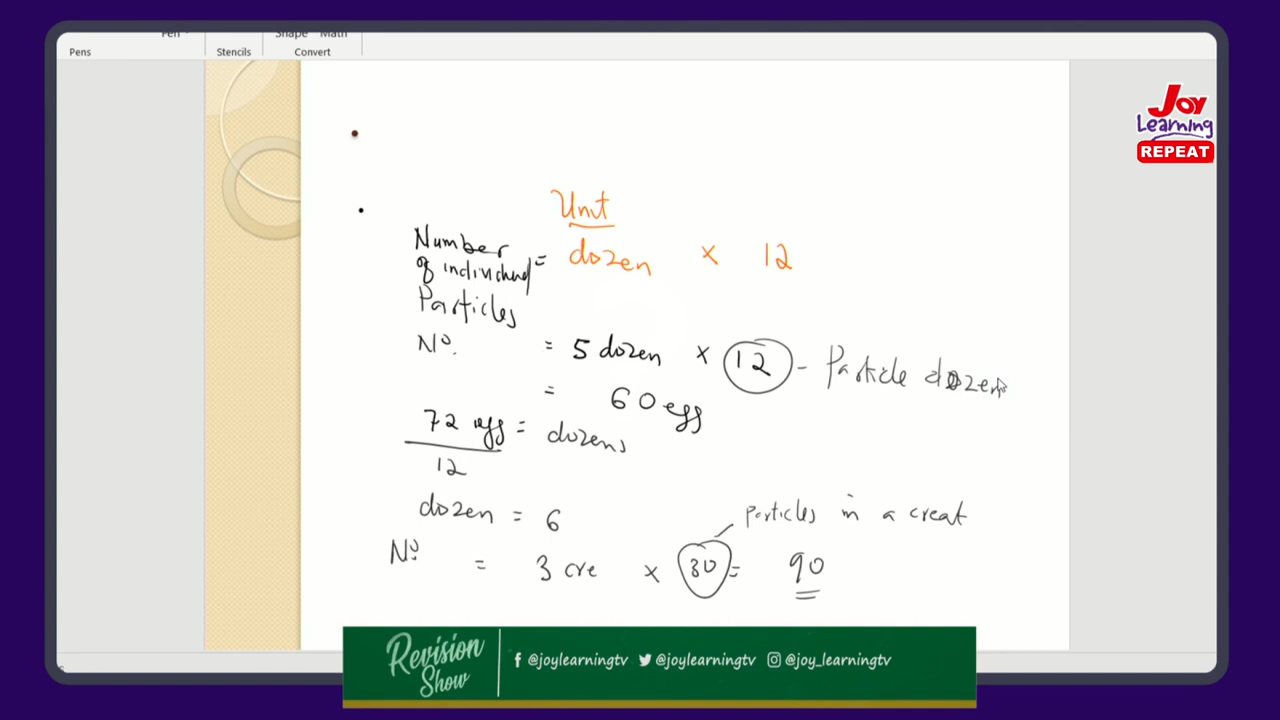 Pen
Shape Math
Pens Stencils Convert
JOY
Learning
REPEAT
Unit
Number
of individual = dozen x 12
Particles
No. = 5 dozen x 12 - Particle dozen
= 60 egg
72 egg = dozens
12
dozen = 6
particles in a creat
No = 3 cre x 30 = 90
Revision
Show
@joylearningtv @joylearningtv @joy_learningtv